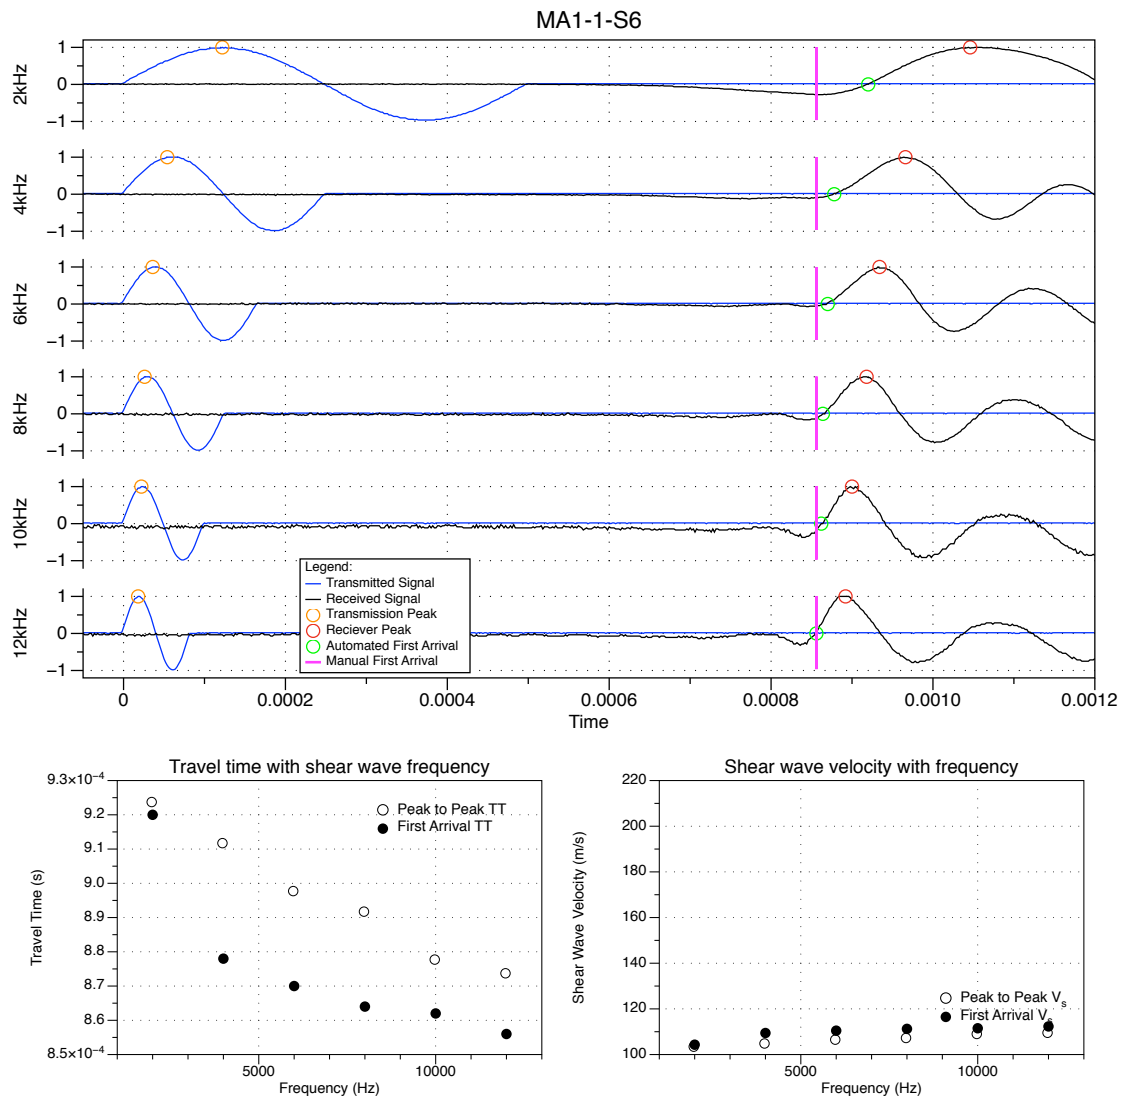 MA1-1-S6
1
0
−1
2kHz
1
0
−1
4kHz
1
0
−1
6kHz
1
0
−1
8kHz
1
0
−1
10kHz
1
0
−1
12kHz
Legend:
Transmitted Signal
Received Signal
Transmission Peak
Reciever Peak
Automated First Arrival
Manual First Arrival
0 0.0002 0.0004 0.0006 0.0008 0.0010 0.0012
Time
Travel time with shear wave frequency
9.3×10⁻⁴
9.2
9.1
9.0
8.9
8.8
8.7
8.6
8.5×10⁻⁴
Travel Time (s)
Peak to Peak TT
First Arrival TT
5000 10000
Frequency (Hz)
Shear wave velocity with frequency
220
200
180
160
140
120
100
Shear Wave Velocity (m/s)
Peak to Peak Vₛ
First Arrival Vₛ
5000 10000
Frequency (Hz)